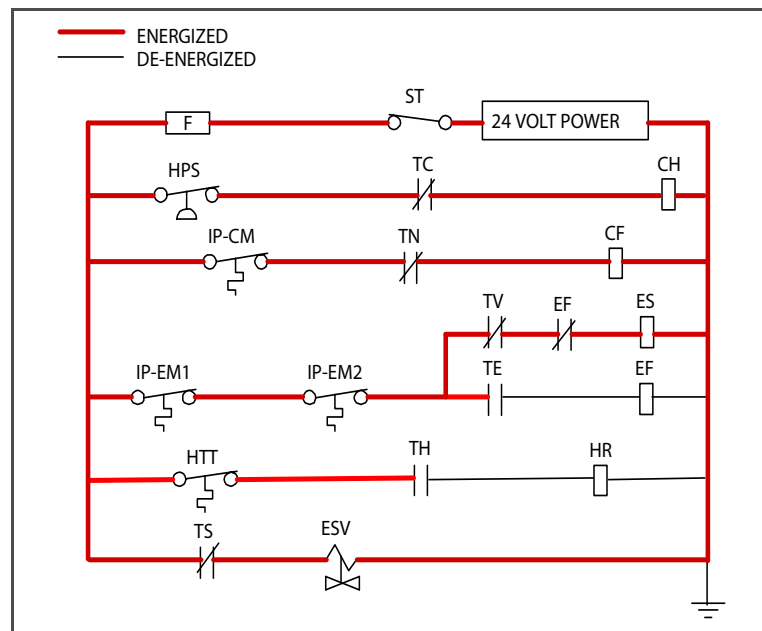 ENERGIZED
DE-ENERGIZED
ST
F
24 VOLT POWER
HPS
TC
CH
IP-CM
TN
CF
TV
EF
ES
IP-EM1
IP-EM2
TE
EF
HTT
TH
HR
TS
ESV